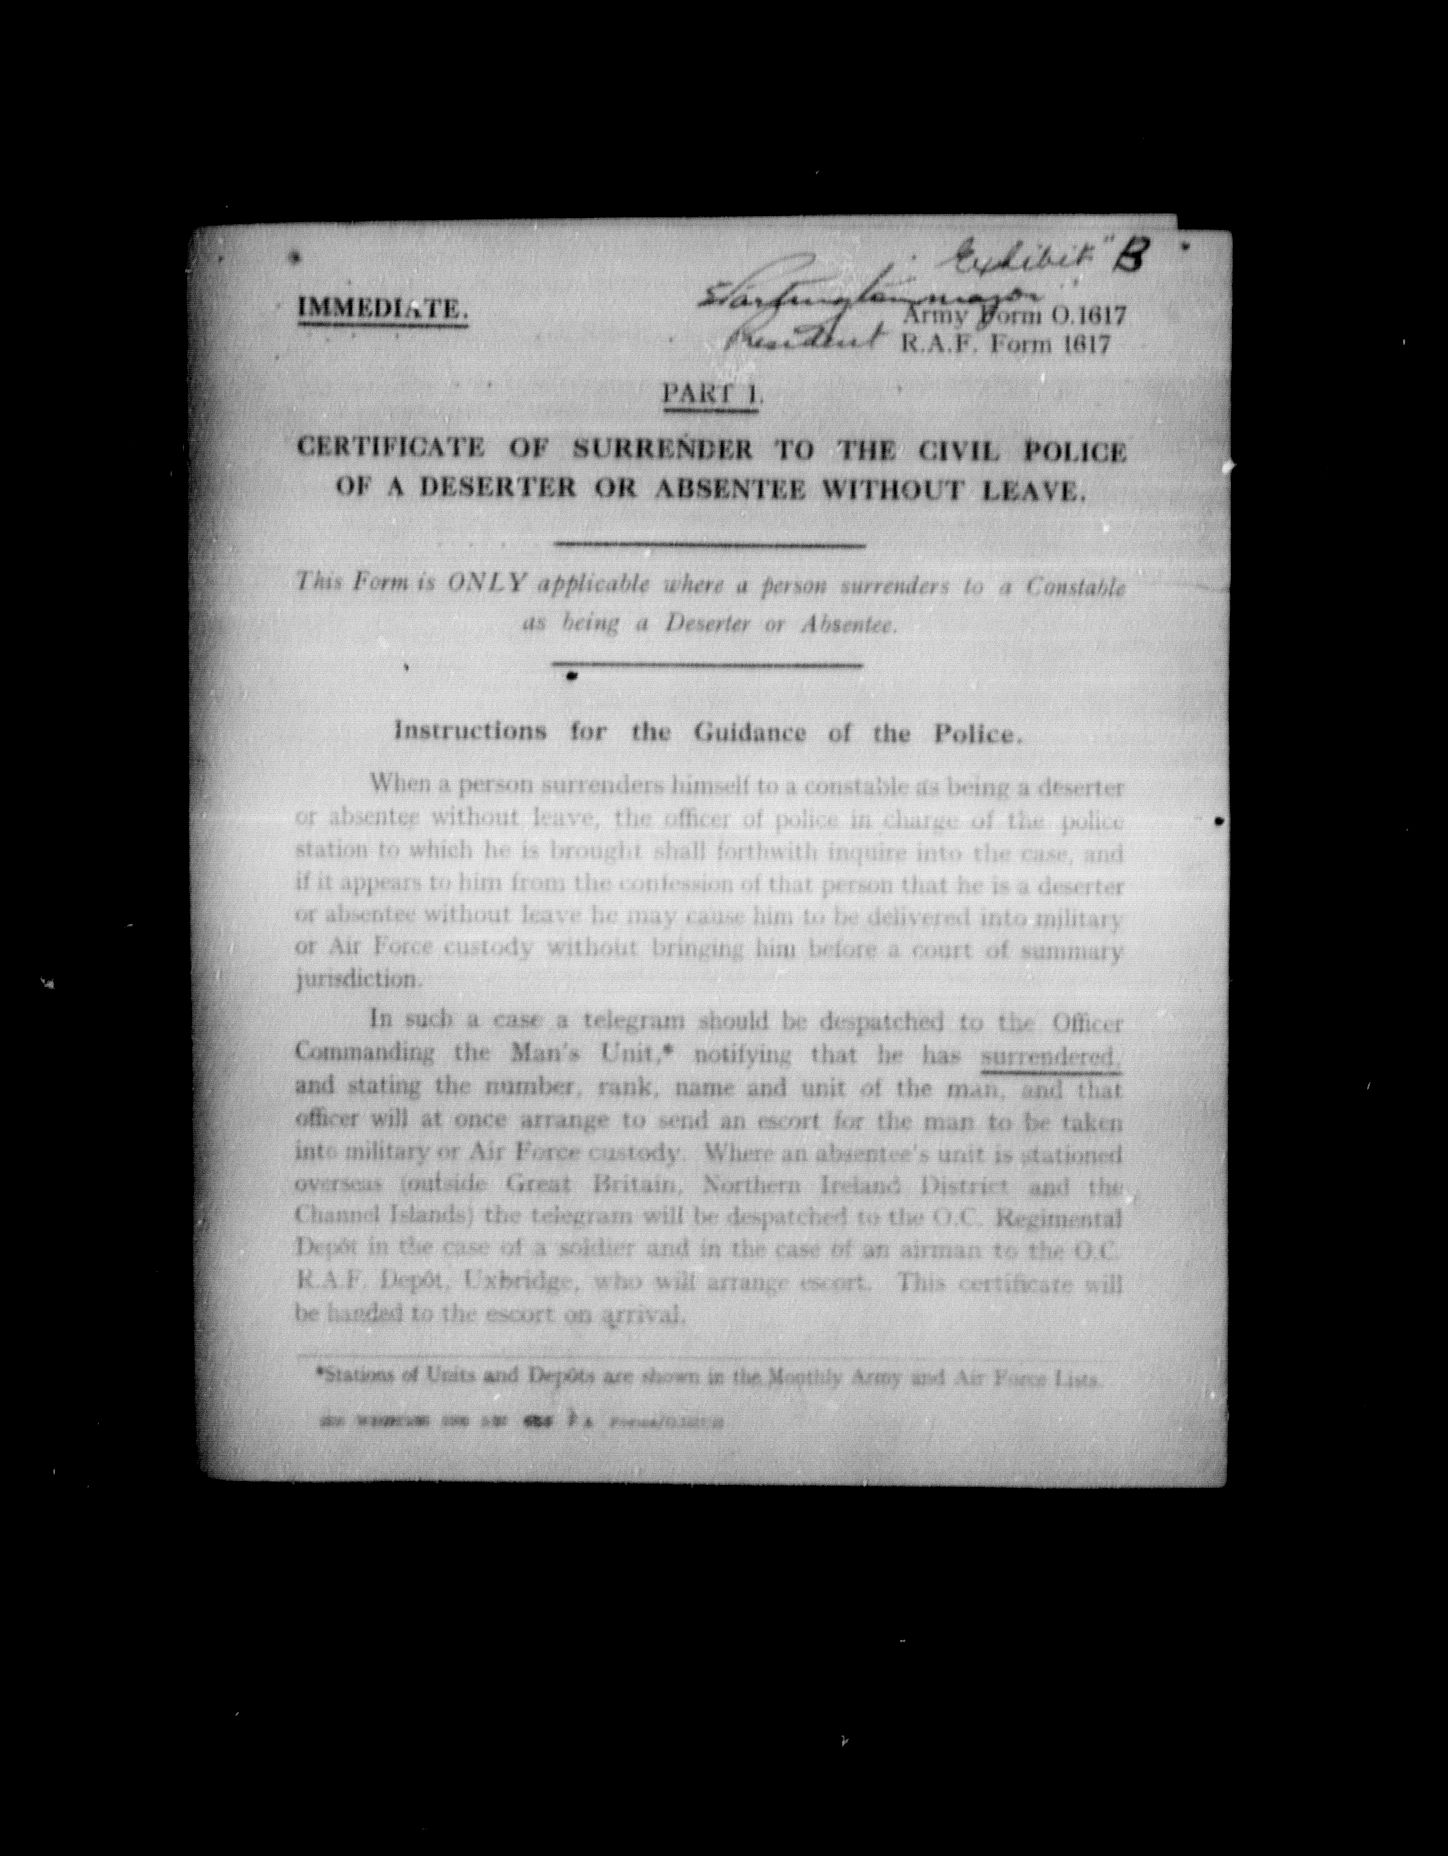 Exhibit "B"
IMMEDIATE.
major
Army Form O.1617
President
R.A.F. Form 1617
PART I.
CERTIFICATE OF SURRENDER TO THE CIVIL POLICE
OF A DESERTER OR ABSENTEE WITHOUT LEAVE.
This Form is ONLY applicable where a person surrenders to a Constable
as being a Deserter or Absentee.
Instructions for the Guidance of the Police.
When a person surrenders himself to a constable as being a deserter
or absentee without leave, the officer of police in charge of the police
station to which he is brought shall forthwith inquire into the case, and
if it appears to him from the confession of that person that he is a deserter
or absentee without leave he may cause him to be delivered into military
or Air Force custody without bringing him before a court of summary
jurisdiction.
In such a case a telegram should be despatched to the Officer
Commanding the Man's Unit,* notifying that he has surrendered,
and stating the number, rank, name and unit of the man, and that
officer will at once arrange to send an escort for the man to be taken
into military or Air Force custody. Where an absentee's unit is stationed
overseas (outside Great Britain, Northern Ireland District and the
Channel Islands) the telegram will be despatched to the O.C. Regimental
Depôt in the case of a soldier and in the case of an airman to the O.C.
R.A.F. Depôt, Uxbridge, who will arrange escort. This certificate will
be handed to the escort on arrival.
*Stations of Units and Depôts are shown in the Monthly Army and Air Force Lists.